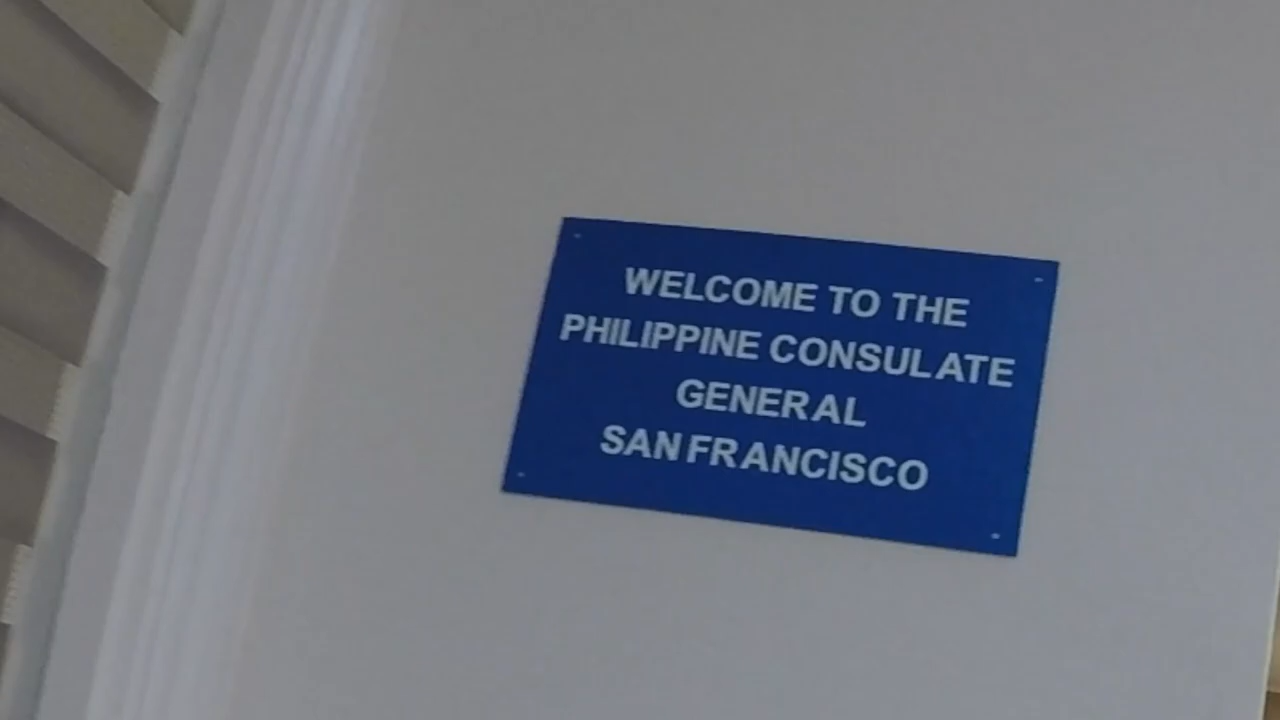 WELCOME TO THE
PHILIPPINE CONSULATE
GENERAL
SAN FRANCISCO